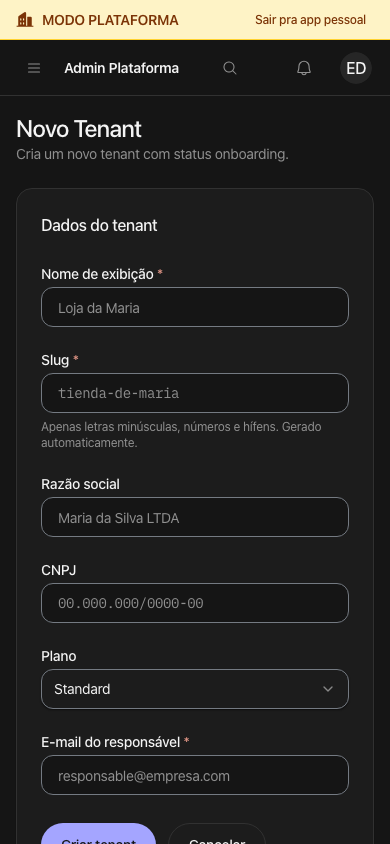 MODO PLATAFORMA
Sair pra app pessoal
Admin Plataforma
ED
Novo Tenant
Cria um novo tenant com status onboarding.
Dados do tenant
Nome de exibição *
Loja da Maria
Slug *
tienda-de-maria
Apenas letras minúsculas, números e hífens. Gerado
automaticamente.
Razão social
Maria da Silva LTDA
CNPJ
00.000.000/0000-00
Plano
Standard
E-mail do responsável *
responsable@empresa.com
Criar tenant
Cancelar